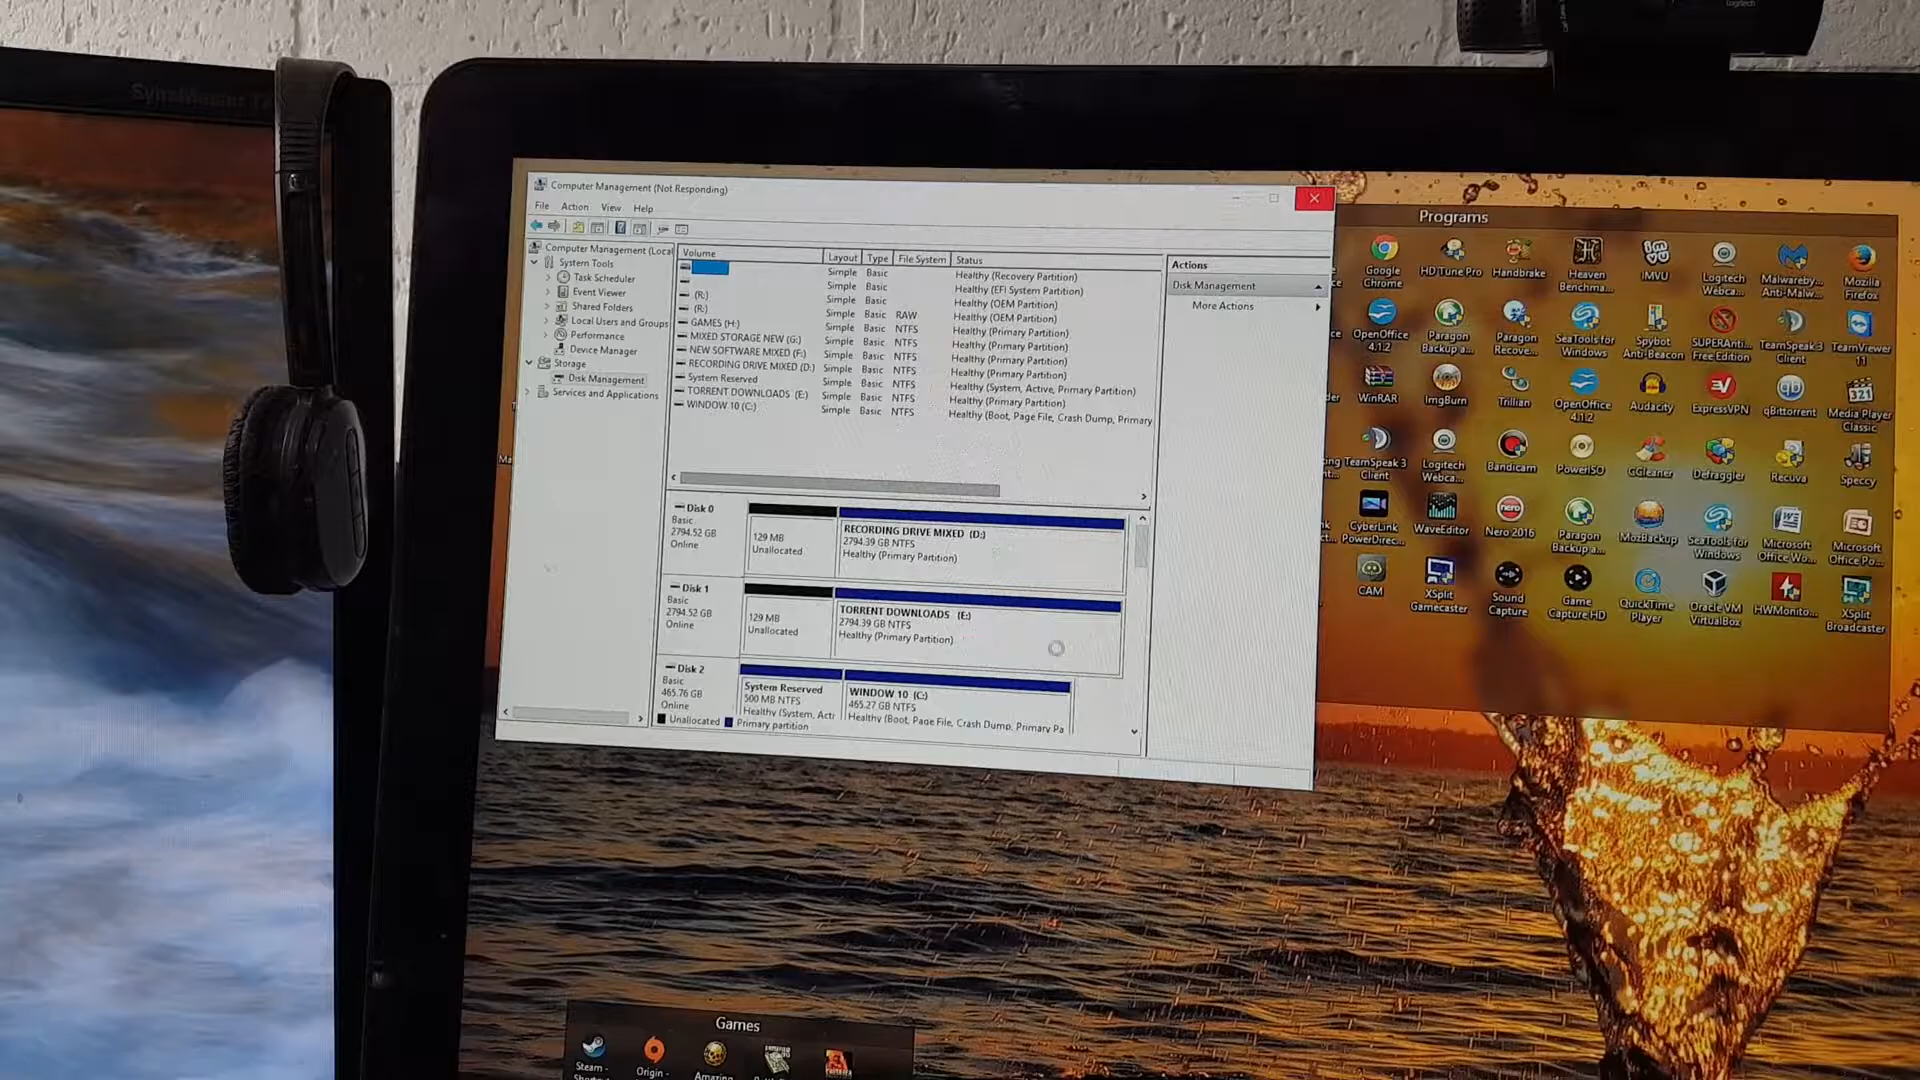 SyncMaster
Logitech
Computer Management (Not Responding)
File Action View Help
Computer Management (Local
System Tools
Task Scheduler
Event Viewer
Shared Folders
Local Users and Groups
Performance
Device Manager
Storage
Disk Management
Services and Applications
Volume Layout Type File System Status
Simple Basic Healthy (Recovery Partition)
Simple Basic Healthy (EFI System Partition)
(R:) Simple Basic Healthy (OEM Partition)
(R:) Simple Basic RAW Healthy (OEM Partition)
GAMES (H:) Simple Basic NTFS Healthy (Primary Partition)
MIXED STORAGE NEW (G:) Simple Basic NTFS Healthy (Primary Partition)
NEW SOFTWARE MIXED (F:) Simple Basic NTFS Healthy (Primary Partition)
RECORDING DRIVE MIXED (D:) Simple Basic NTFS Healthy (Primary Partition)
System Reserved Simple Basic NTFS Healthy (System, Active, Primary Partition)
TORRENT DOWNLOADS (E:) Simple Basic NTFS Healthy (Primary Partition)
WINDOW 10 (C:) Simple Basic NTFS Healthy (Boot, Page File, Crash Dump, Primary
Actions
Disk Management
More Actions
Disk 0
Basic
2794.52 GB
Online
129 MB
Unallocated
RECORDING DRIVE MIXED (D:)
2794.39 GB NTFS
Healthy (Primary Partition)
Disk 1
Basic
2794.52 GB
Online
129 MB
Unallocated
TORRENT DOWNLOADS (E:)
2794.39 GB NTFS
Healthy (Primary Partition)
Disk 2
Basic
465.76 GB
Online
System Reserved
500 MB NTFS
Healthy (System, Acti
WINDOW 10 (C:)
465.27 GB NTFS
Healthy (Boot, Page File, Crash Dump, Primary Pa
Unallocated Primary partition
Programs
Google Chrome
HD Tune Pro
Handbrake
Heaven Benchma...
IMVU
Logitech Webca...
Malwareby... Anti-Malw...
Mozilla Firefox
OpenOffice 4.1.2
Paragon Backup a...
Paragon Recove...
SeaTools for Windows
Spybot Anti-Beacon
SUPERAnti... Free Edition
TeamSpeak 3 Client
TeamViewer 11
WinRAR
ImgBurn
Trillian
OpenOffice 4.1.2
Audacity
ExpressVPN
qBittorrent
Media Player Classic
TeamSpeak 3 Client
Logitech Webca...
Bandicam
PowerISO
CCleaner
Defraggler
Recuva
Speccy
CyberLink PowerDirec...
WaveEditor
Nero 2016
Paragon Backup a...
MozBackup
SeaTools for Windows
Microsoft Office Wo...
Microsoft Office Po...
CAM
XSplit Gamecaster
Sound Capture
Game Capture HD
QuickTime Player
Oracle VM VirtualBox
HWMonito...
XSplit Broadcaster
Games
Steam -
Origin -
Amazing